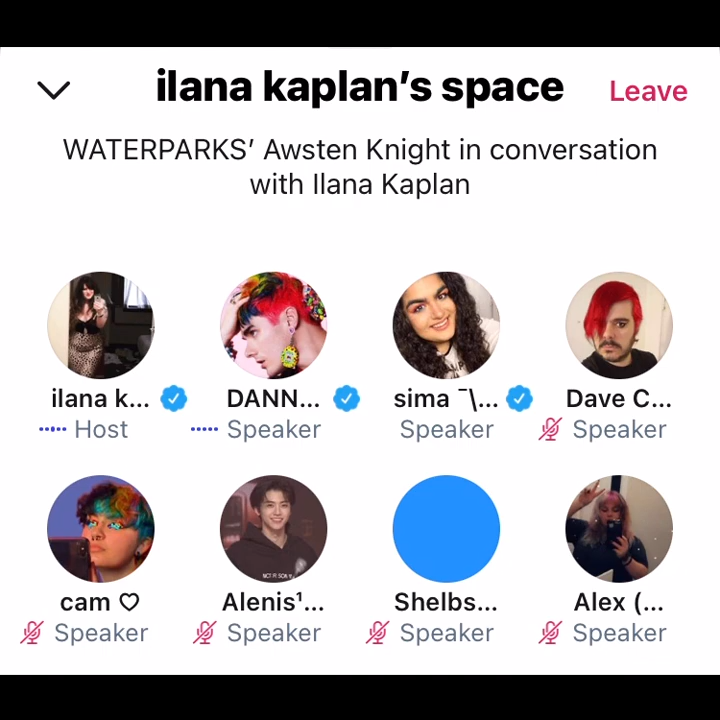 ilana kaplan’s space
Leave
WATERPARKS’ Awsten Knight in conversation
with Ilana Kaplan
ilana k...
DANN...
sima ¯\...
Dave C...
Host
Speaker
Speaker
Speaker
cam ♡
Alenis¹...
Shelbs...
Alex (...
Speaker
Speaker
Speaker
Speaker